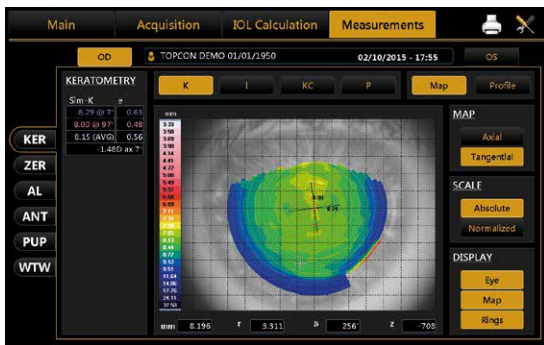 Main Acquisition IOL Calculation Measurements
OD TOPCON DEMO 01/01/1950 02/10/2015 - 17:55 OS
KERATOMETRY K I KC P Map Profile
Sim-K e
8.29 @ 7° 0.63
8.00 @ 97° 0.48
8.15 (AVG) 0.56
-1.48D ax 7°
KER
ZER
AL
ANT
PUP
WTW
mm
MAP
Axial
Tangential
SCALE
Absolute
Normalized
DISPLAY
Eye
Map
Rings
mm 8.196 r 3.311 S 256° z -708